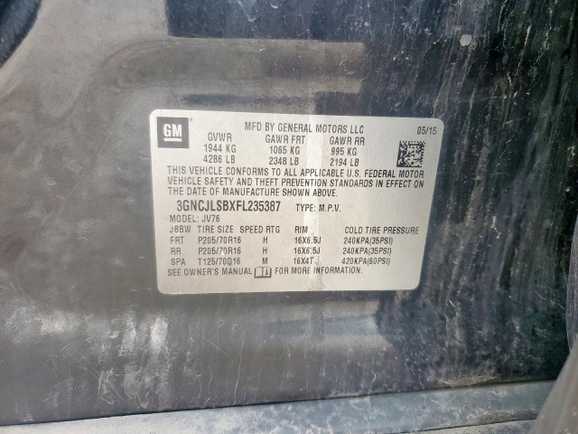 GM
MFD BY GENERAL MOTORS LLC 05/15
GVWR GAWR FRT GAWR RR
1944 KG 1065 KG 995 KG
4286 LB 2348 LB 2194 LB
THIS VEHICLE CONFORMS TO ALL APPLICABLE U.S. FEDERAL MOTOR
VEHICLE SAFETY AND THEFT PREVENTION STANDARDS IN EFFECT ON THE
DATE OF MANUFACTURE SHOWN ABOVE.
3GNCJLSBXFL235387 TYPE: M.P.V.
MODEL: JV76
J8BW TIRE SIZE SPEED RTG RIM COLD TIRE PRESSURE
FRT P205/70R16 H 16X6.5J 240KPA(35PSI)
RR P205/70R16 H 16X6.5J 240KPA(35PSI)
SPA T125/70D16 M 16X4T 420KPA(60PSI)
SEE OWNER'S MANUAL FOR MORE INFORMATION.